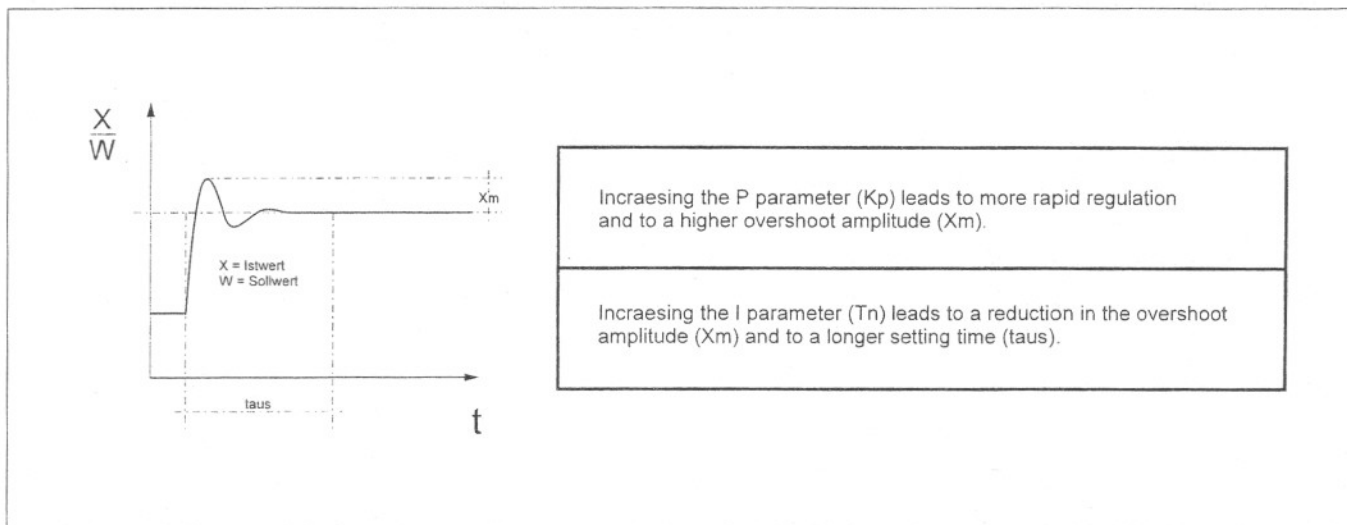 X
W
Xm
X = Istwert
W = Sollwert
taus
t
Incraesing the P parameter (Kp) leads to more rapid regulation
and to a higher overshoot amplitude (Xm).
Incraesing the I parameter (Tn) leads to a reduction in the overshoot
amplitude (Xm) and to a longer setting time (taus).